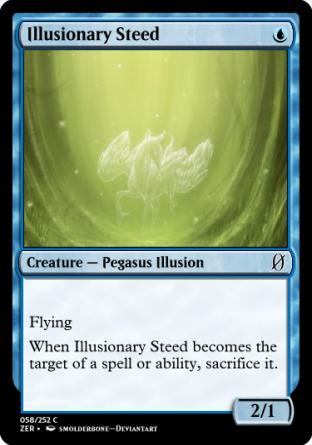 Illusionary Steed
Creature — Pegasus Illusion
Flying
When Illusionary Steed becomes the
target of a spell or ability, sacrifice it.
058/252 C
ZER • SMOLDERBONE—DEVIANTART
2/1